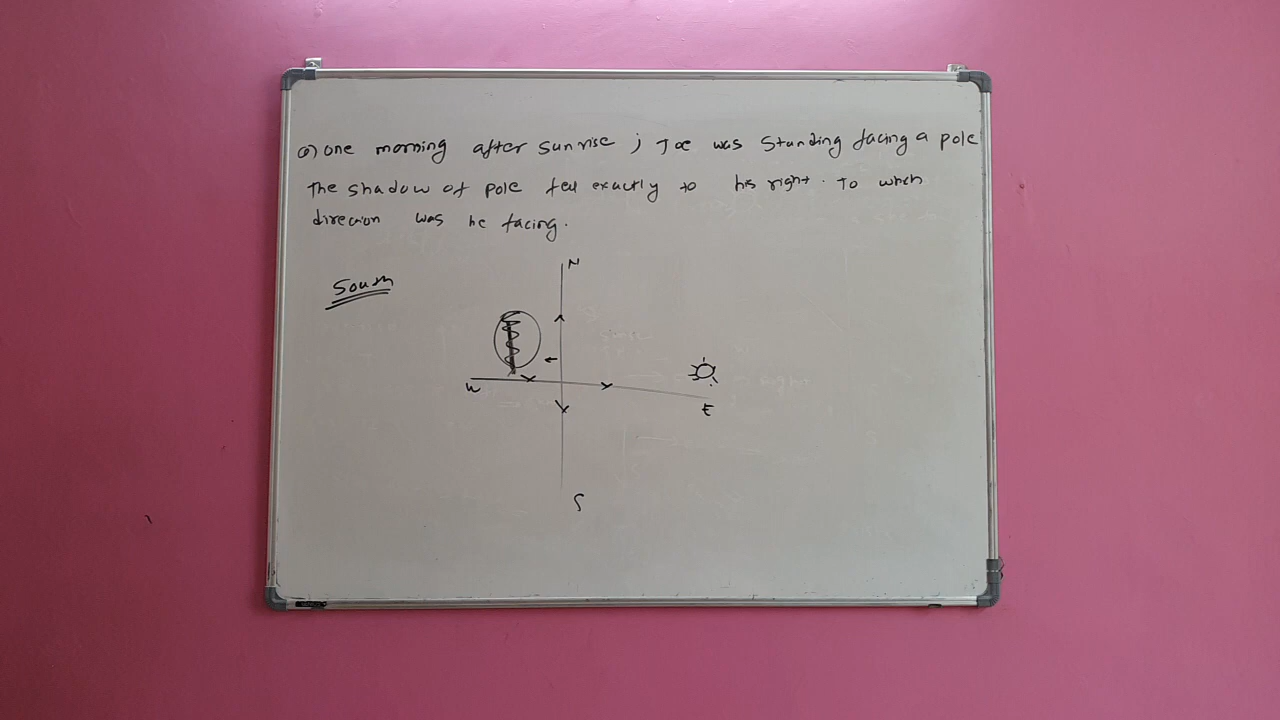 Q) one morning after sunrise ; Joe was standing facing a pole
The shadow of pole fell exactly to his right. To which
direction was he facing.
South
N
W
E
S